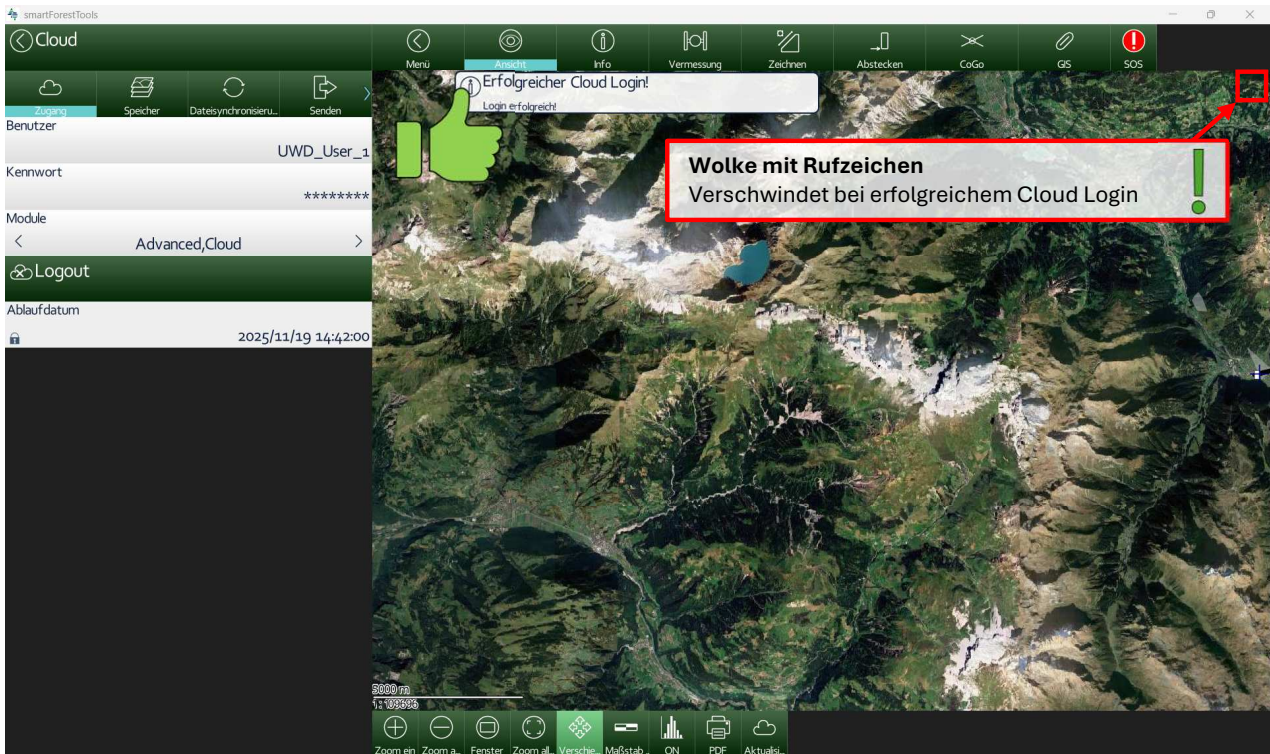 smartForestTools
Cloud
Menü Ansicht Info Vermessung Zeichnen Abstecken CoGo GIS SOS
Zugang Speicher Dateisynchronisieru... Senden
Erfolgreicher Cloud Login!
Login erfolgreich!
Benutzer
UWD_User_1
Kennwort
********
Module
Advanced,Cloud
Logout
Ablaufdatum
2025/11/19 14:42:00
Wolke mit Rufzeichen
Verschwindet bei erfolgreichem Cloud Login
5000 m
1:109696
Zoom ein Zoom a... Fenster Zoom all... Verschie... Maßstab... ON PDF Aktualisi...